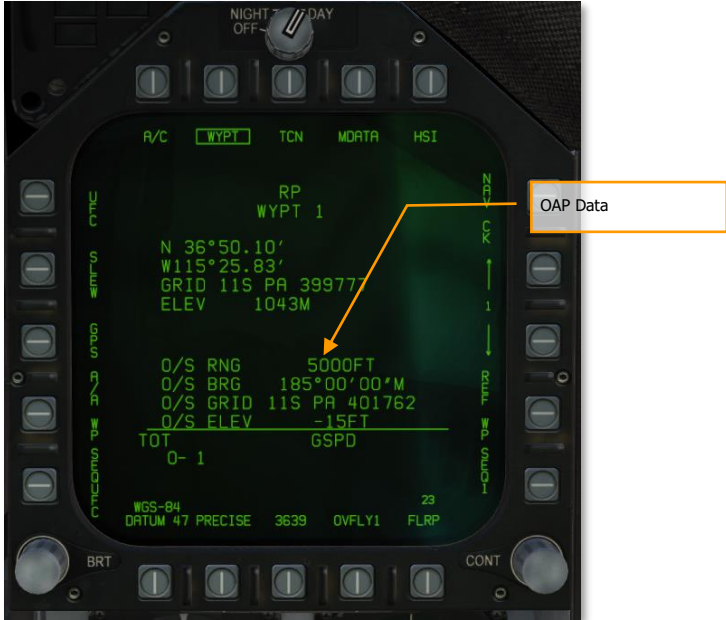 NIGHT DAY
OFF
A/C WYPT TCN MDATA HSI
UFC
SLEW
GPS
A/A WP
SEQUFC
RP
WYPT 1
N 36°50.10'
W115°25.83'
GRID 11S PA 399777
ELEV 1043M
O/S RNG 5000FT
O/S BRG 185°00'00"M
O/S GRID 11S PA 401762
O/S ELEV -15FT
TOT GSPD
0- 1
NAV CK
1
REF WP
SEQ1
WGS-84 23
DATUM 47 PRECISE 3639 OVFLY1 FLRP
BRT CONT
OAP Data